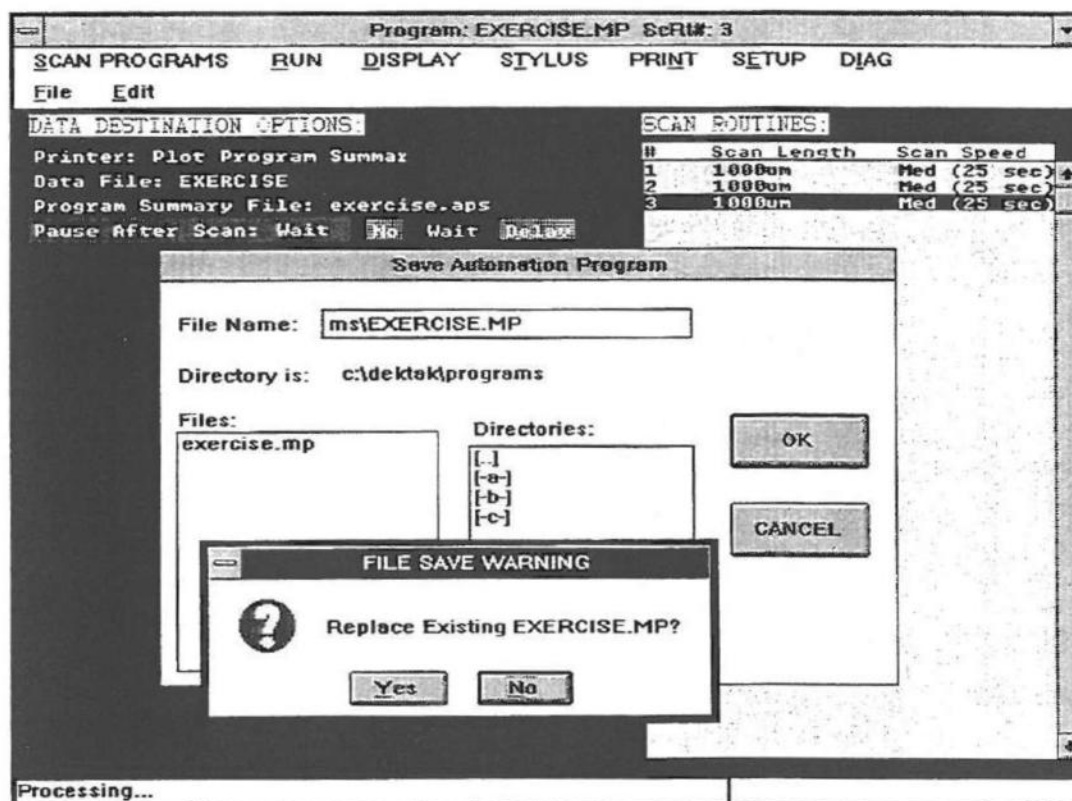 Program: EXERCISE.MP ScRt#: 3
SCAN PROGRAMS RUN DISPLAY STYLUS PRINT SETUP DIAG
File Edit
DATA DESTINATION OPTIONS:
Printer: Plot Program Summar
Data File: EXERCISE
Program Summary File: exercise.aps
Pause After Scan: Wait No Wait Delay
SCAN ROUTINES:
# Scan Length Scan Speed
1 1000um Med (25 sec)
2 1000um Med (25 sec)
3 1000um Med (25 sec)
Save Automation Program
File Name: ms\EXERCISE.MP
Directory is: c:\dektak\programs
Files:
exercise.mp
Directories:
[..]
[-a-]
[-b-]
[-c-]
OK
CANCEL
FILE SAVE WARNING
?
Replace Existing EXERCISE.MP?
Yes No
Processing...